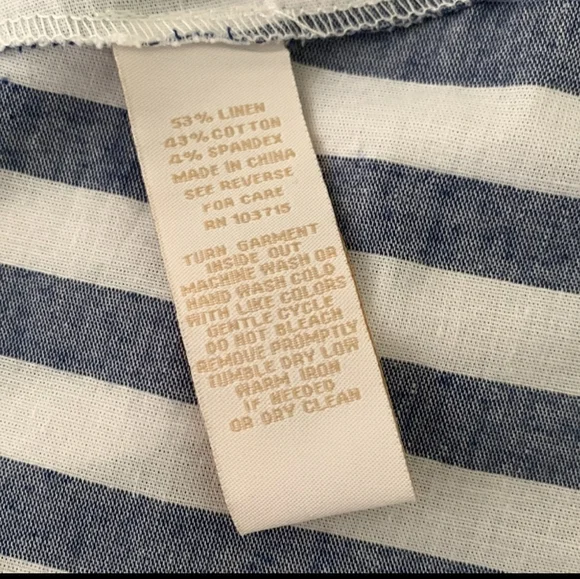 53% LINEN
43% COTTON
4% SPANDEX
MADE IN CHINA
SEE REVERSE
FOR CARE
RN 103715
TURN GARMENT
INSIDE OUT
MACHINE WASH OR
HAND WASH COLD
WITH LIKE COLORS
GENTLE CYCLE
DO NOT BLEACH
REMOVE PROMPTLY
TUMBLE DRY LOW
WARM IRON
IF NEEDED
OR DRY CLEAN